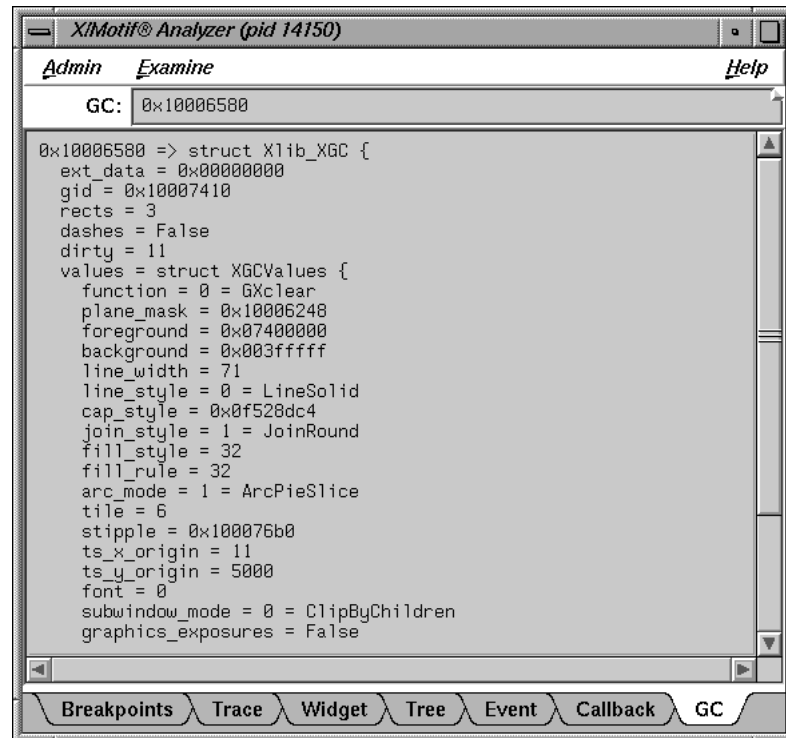 X/Motif® Analyzer (pid 14150)
Admin Examine Help
GC: 0x10006580
0x10006580 => struct Xlib_XGC {
  ext_data = 0x00000000
  gid = 0x10007410
  rects = 3
  dashes = False
  dirty = 11
  values = struct XGCValues {
    function = 0 = GXclear
    plane_mask = 0x10006248
    foreground = 0x07400000
    background = 0x003fffff
    line_width = 71
    line_style = 0 = LineSolid
    cap_style = 0x0f528dc4
    join_style = 1 = JoinRound
    fill_style = 32
    fill_rule = 32
    arc_mode = 1 = ArcPieSlice
    tile = 6
    stipple = 0x100076b0
    ts_x_origin = 11
    ts_y_origin = 5000
    font = 0
    subwindow_mode = 0 = ClipByChildren
    graphics_exposures = False
Breakpoints Trace Widget Tree Event Callback GC